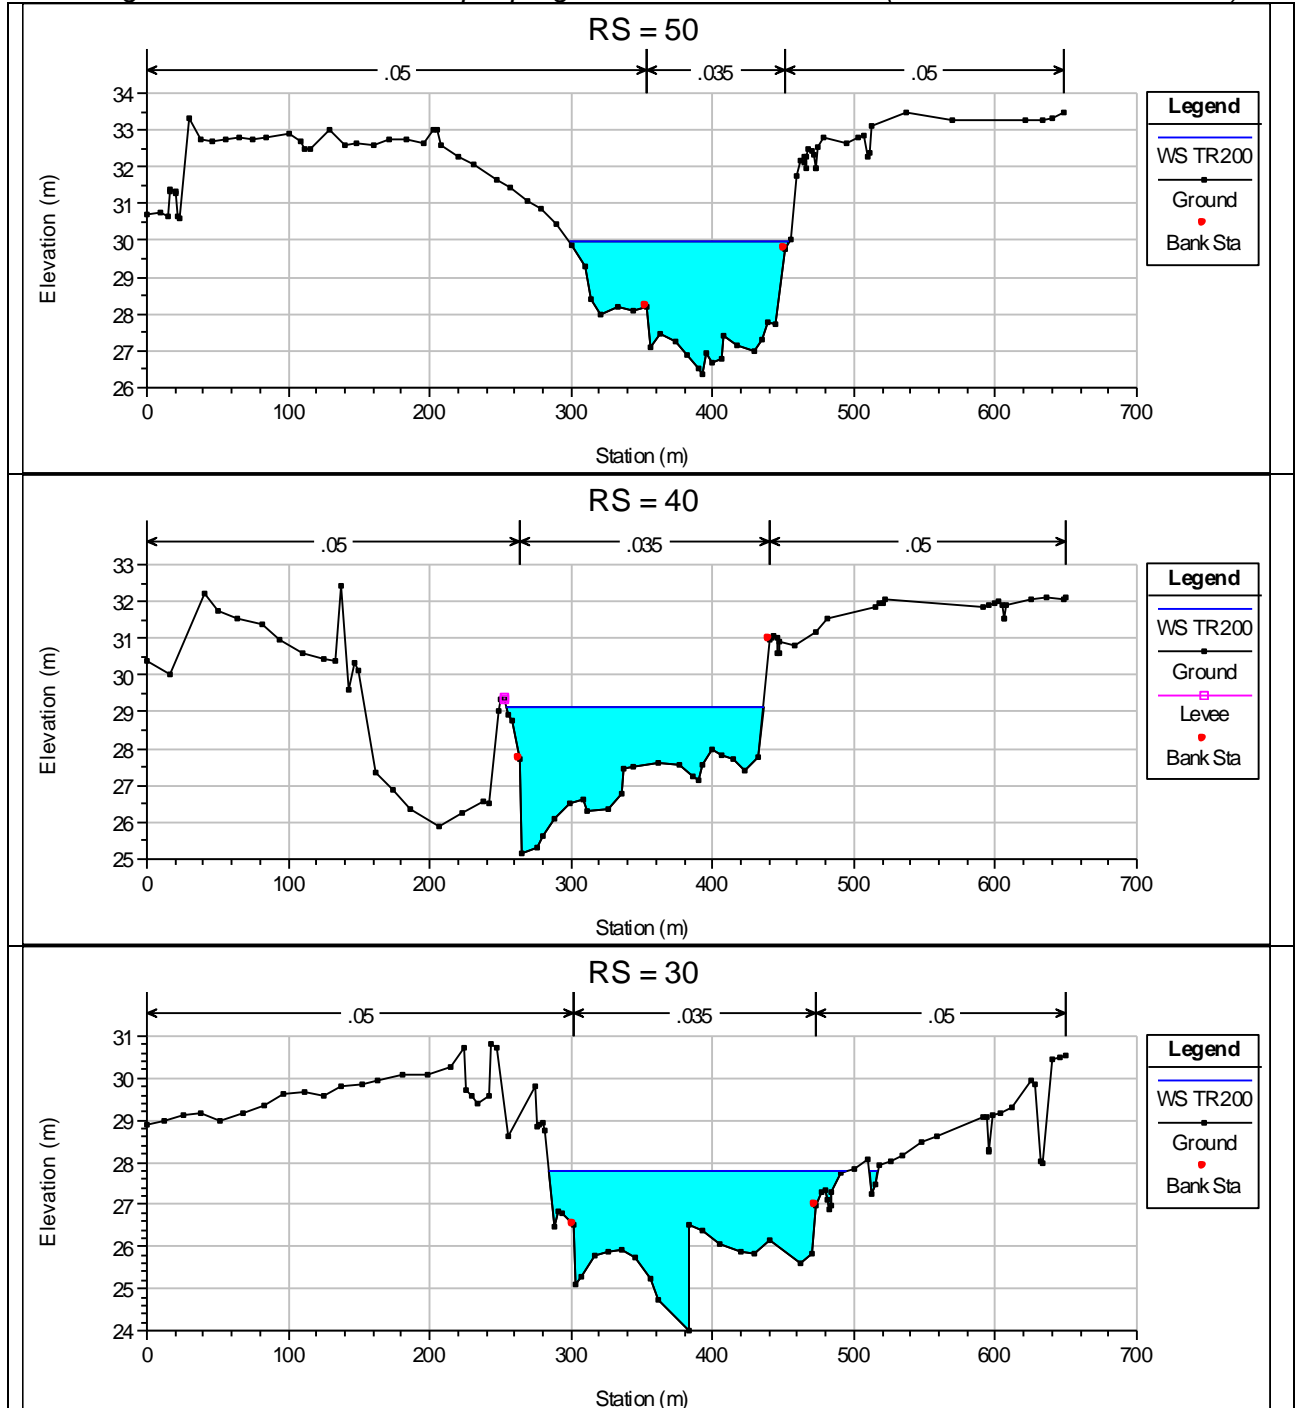 RS = 50
.05 .035 .05
34
33
32
31
30
29
28
27
26
0 100 200 300 400 500 600 700
Station (m)
Elevation (m)
Legend
WS TR200
Ground
Bank Sta
RS = 40
.05 .035 .05
33
32
31
30
29
28
27
26
25
0 100 200 300 400 500 600 700
Station (m)
Elevation (m)
Legend
WS TR200
Ground
Levee
Bank Sta
RS = 30
.05 .035 .05
31
30
29
28
27
26
25
24
0 100 200 300 400 500 600 700
Station (m)
Elevation (m)
Legend
WS TR200
Ground
Bank Sta